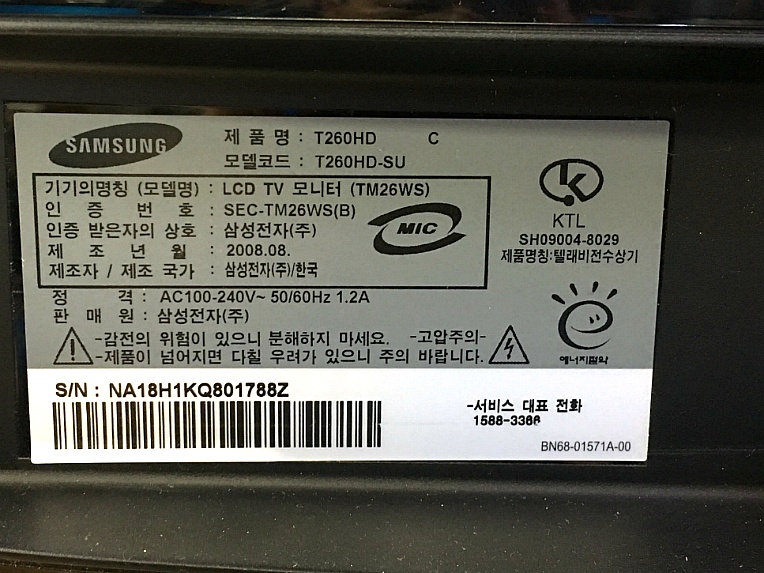 SAMSUNG
제 품 명 : T260HD C
모델코드 : T260HD-SU
기기의명칭 (모델명) : LCD TV 모니터 (TM26WS)
인 증 번 호 : SEC-TM26WS(B)
인증 받은자의 상호 : 삼성전자(주)
제 조 년 월 : 2008.08.
제조자 / 제조 국가 : 삼성전자(주)/한국
MIC
KTL
SH09004-8029
제품명칭:텔래비전수상기
정 격 : AC100-240V~ 50/60Hz 1.2A
판 매 원 : 삼성전자(주)
-감전의 위험이 있으니 분해하지 마세요. -고압주의-
-제품이 넘어지면 다칠 우려가 있으니 주의 바랍니다.
에너지절약
S/N : NA18H1KQ801788Z
-서비스 대표 전화
1588-3366
BN68-01571A-00